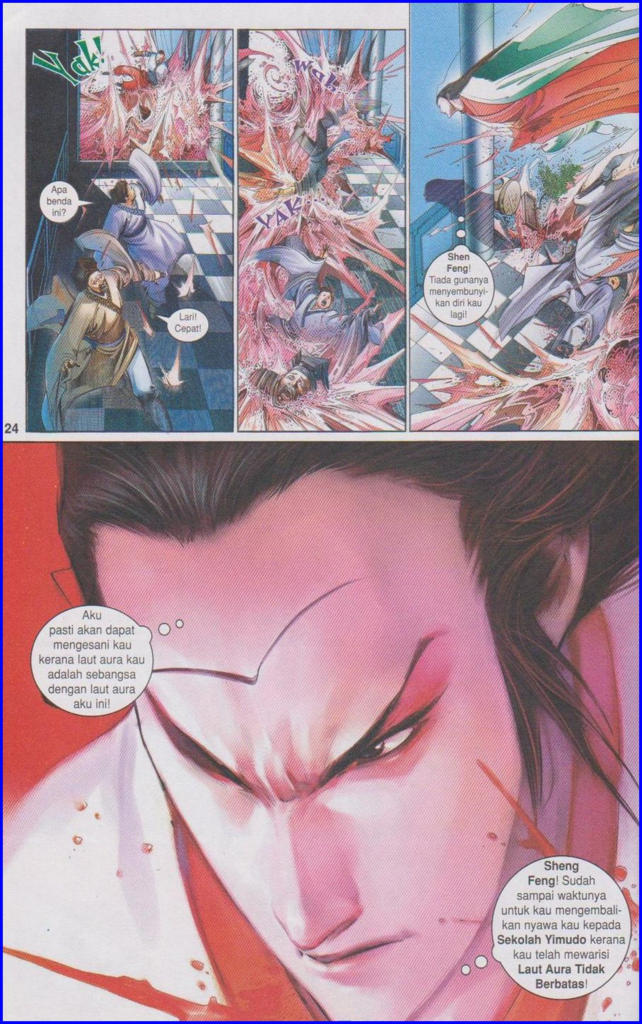 Yak!
Apa
benda
ini?
Lari!
Cepat!
24
WaK
YAK!
Shen
Feng!
Tiada gunanya
menyembunyi-
kan diri kau
lagi!
Aku
pasti akan dapat
mengesani kau
kerana laut aura kau
adalah sebangsa
dengan laut aura
aku ini!
Sheng
Feng! Sudah
sampai waktunya
untuk kau mengembali-
kan nyawa kau kepada
Sekolah Yimudo kerana
kau telah mewarisi
Laut Aura Tidak
Berbatas!